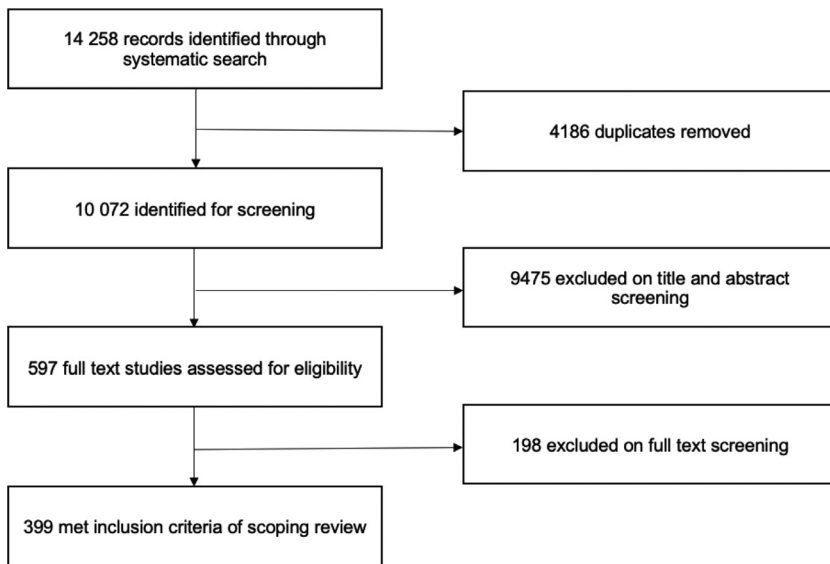 14 258 records identified through
systematic search
4186 duplicates removed
10 072 identified for screening
9475 excluded on title and abstract
screening
597 full text studies assessed for eligibility
198 excluded on full text screening
399 met inclusion criteria of scoping review